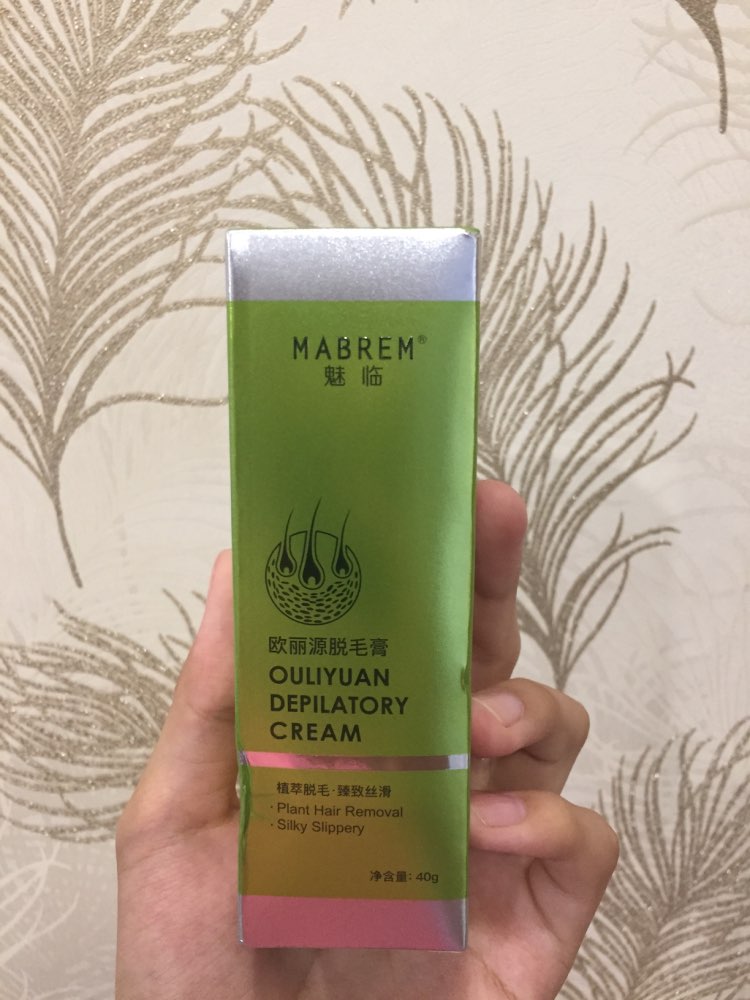 MABREM®
魅临
欧丽源脱毛膏
OULIYUAN
DEPILATORY
CREAM
植萃脱毛·臻致丝滑
· Plant Hair Removal
· Silky Slippery
净含量: 40g